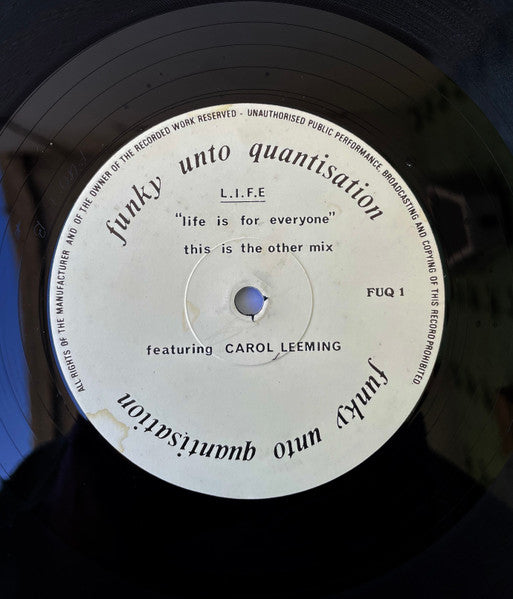 ALL RIGHTS OF THE MANUFACTURER AND OF THE OWNER OF THE RECORDED WORK RESERVED - UNAUTHORISED PUBLIC PERFORMANCE BROADCASTING AND COPYING OF THIS RECORD PROHIBITED
funky unto quantisation
L.I.F.E
"life is for everyone"
this is the other mix
FUQ 1
featuring CAROL LEEMING
funky unto quantisation